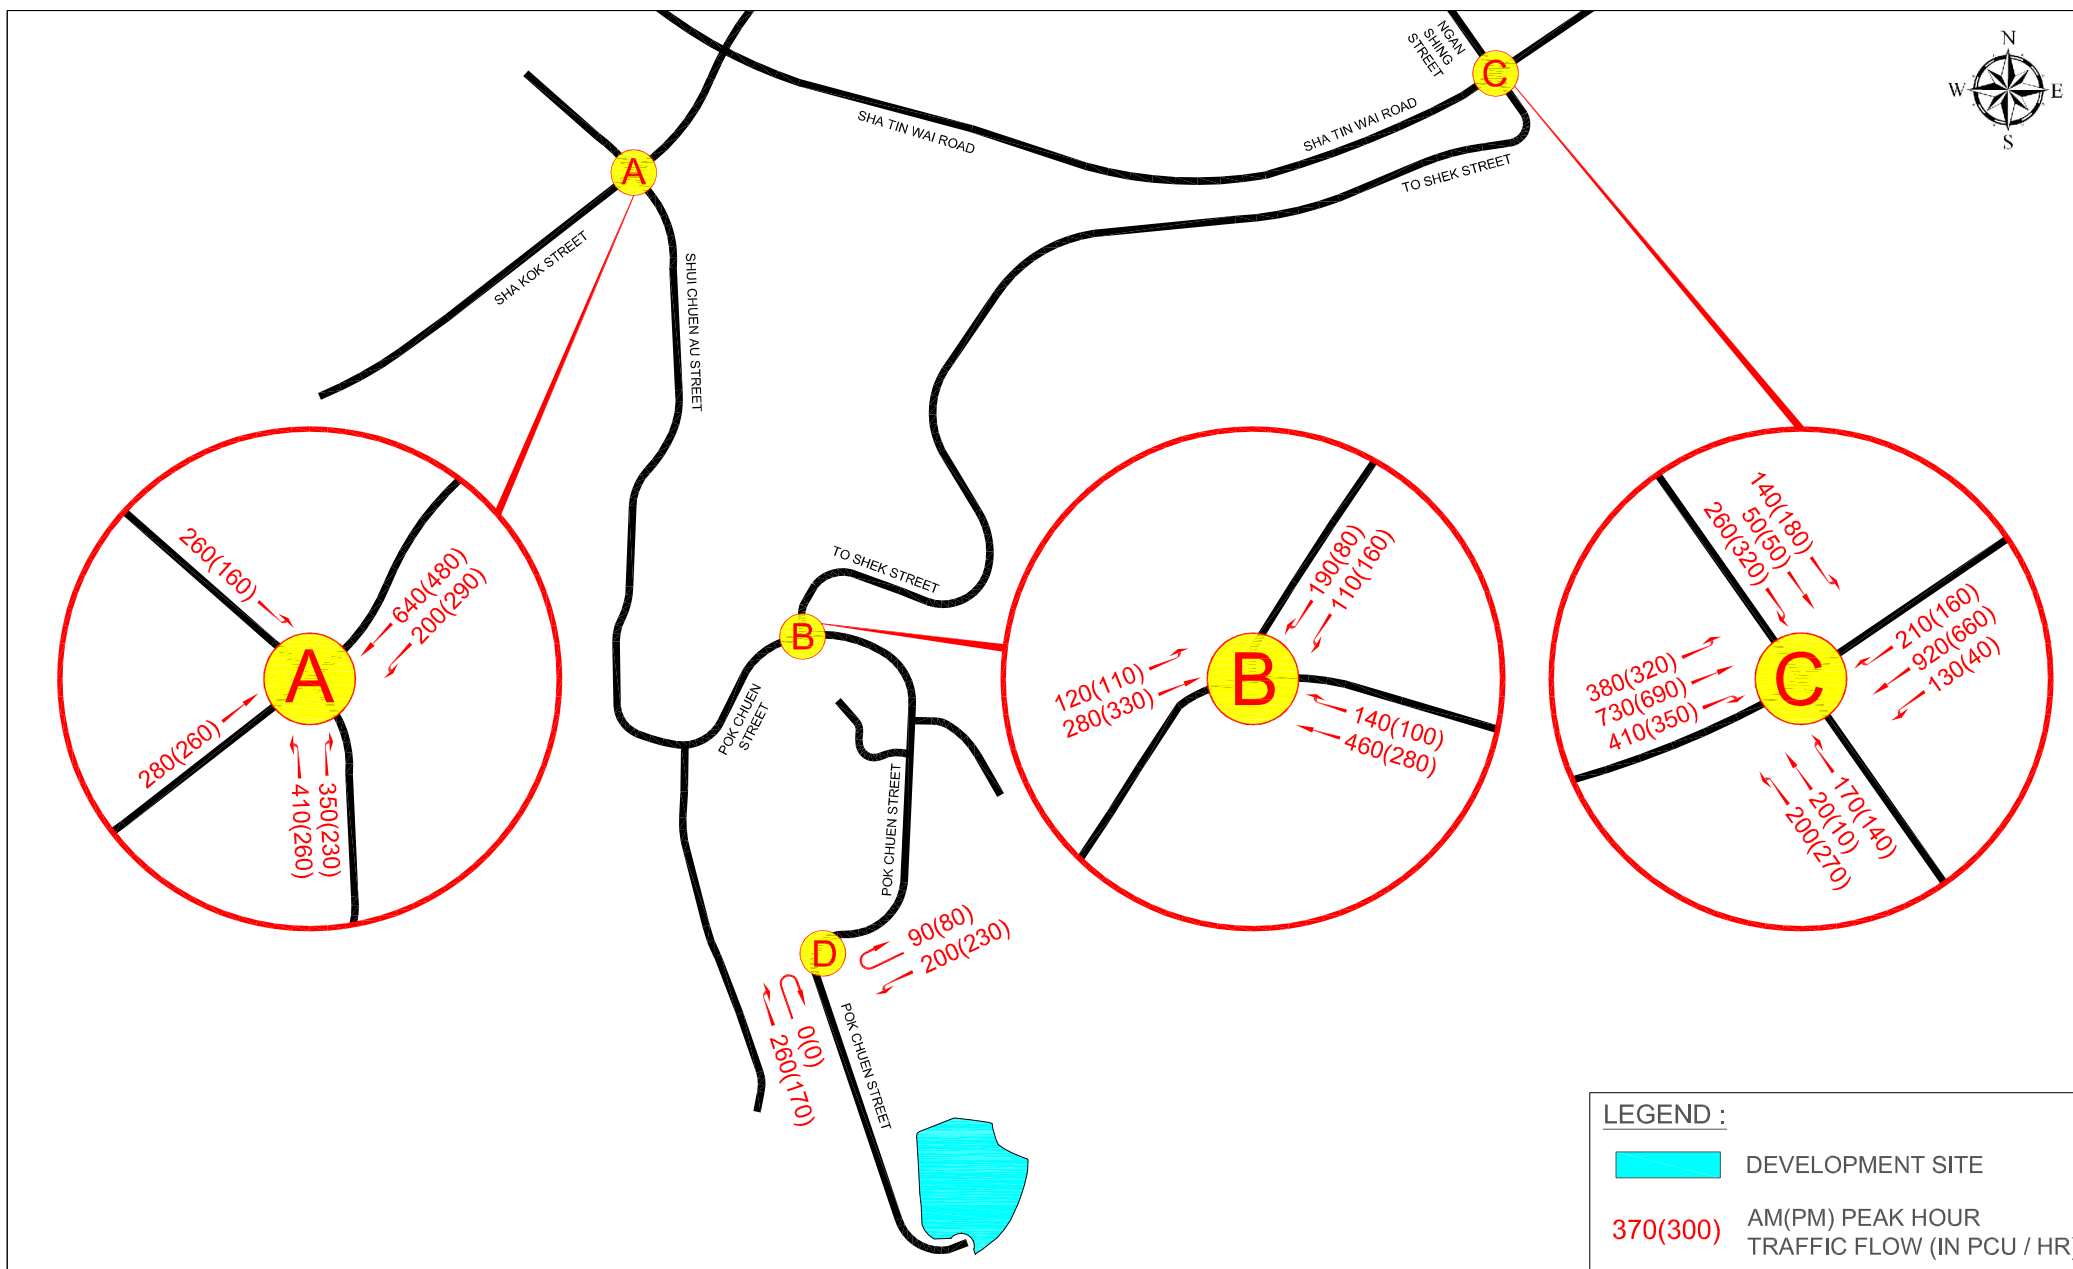 NGAN
SHING
STREET
C
N
W
E
S
SHA TIN WAI ROAD
SHA TIN WAI ROAD
TO SHEK STREET
A
SHA KOK STREET
SHUI CHUEN AU STREET
260(160)
640(480)
200(290)
A
280(260)
350(230)
410(260)
TO SHEK STREET
B
POK CHUEN
STREET
POK CHUEN STREET
190(80)
110(160)
120(110)
280(330)
B
140(100)
460(280)
140(180)
50(50)
260(320)
210(160)
920(660)
130(40)
380(320)
730(690)
410(350)
C
170(140)
20(10)
200(270)
D
90(80)
200(230)
0(0)
260(170)
POK CHUEN STREET
LEGEND :
DEVELOPMENT SITE
370(300)
AM(PM) PEAK HOUR
TRAFFIC FLOW (IN PCU / HR)